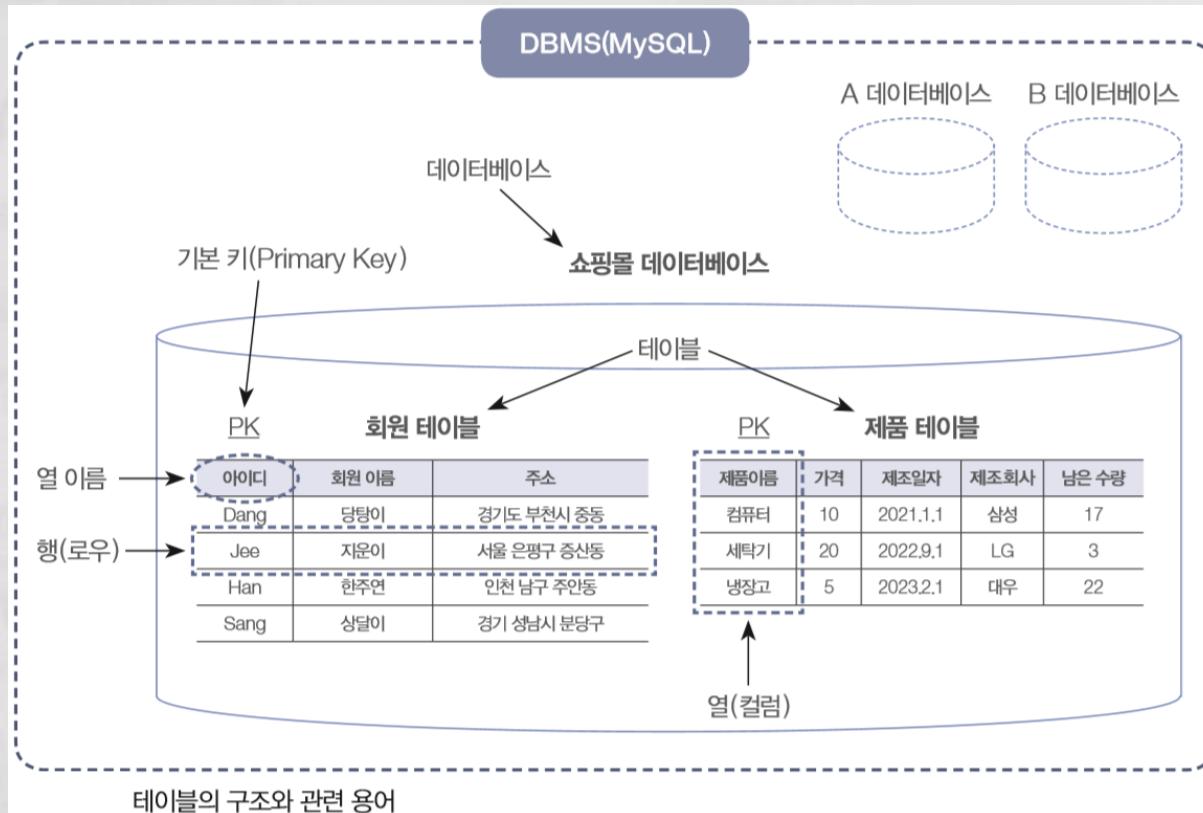 DBMS(MySQL)
A 데이터베이스 B 데이터베이스
데이터베이스
기본 키(Primary Key)
쇼핑몰 데이터베이스
테이블
PK 회원 테이블
PK 제품 테이블
열 이름
아이디 회원 이름 주소
Dang 당탕이 경기도 부천시 중동
행(로우)
Jee 지운이 서울 은평구 증산동
Han 한주연 인천 남구 주안동
Sang 상달이 경기 성남시 분당구
제품이름 가격 제조일자 제조회사 남은 수량
컴퓨터 10 2021.1.1 삼성 17
세탁기 20 2022.9.1 LG 3
냉장고 5 2023.2.1 대우 22
열(컬럼)
테이블의 구조와 관련 용어